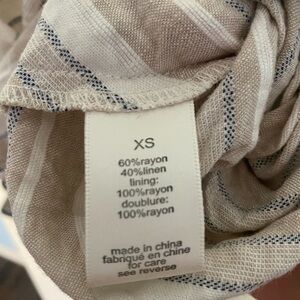 XS
60%rayon
40%linen
lining:
100%rayon
doublure:
100%rayon
made in china
fabriqué en china
for care
see reverse